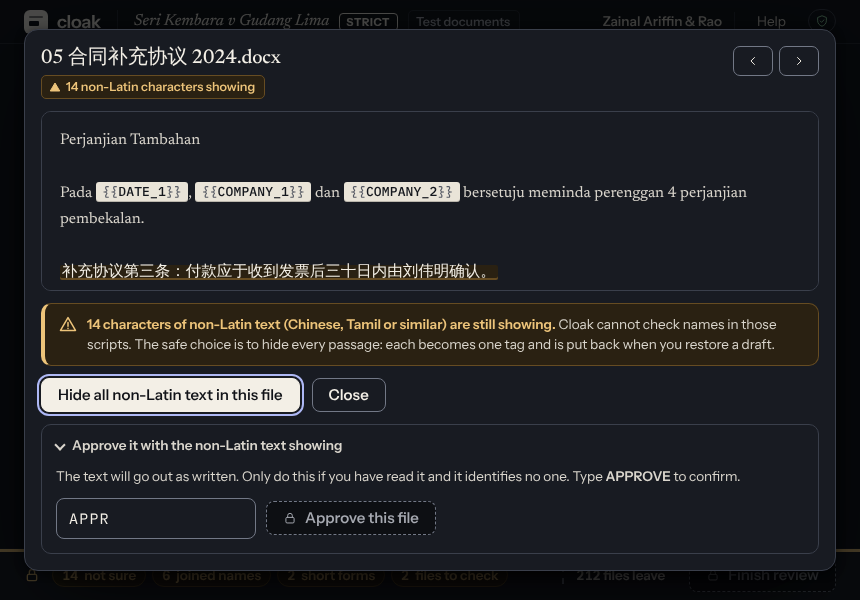 cloak Seri Kembara v Gudang Lima STRICT Test documents Zainal Ariffin & Rao Help
05 合同补充协议 2024.docx
14 non-Latin characters showing
Perjanjian Tambahan
Pada {{DATE_1}}, {{COMPANY_1}} dan {{COMPANY_2}} bersetuju meminda perenggan 4 perjanjian
pembekalan.
补充协议第三条：付款应于收到发票后三十日内由刘伟明确认。
14 characters of non-Latin text (Chinese, Tamil or similar) are still showing. Cloak cannot check names in those
scripts. The safe choice is to hide every passage: each becomes one tag and is put back when you restore a draft.
Hide all non-Latin text in this file Close
Approve it with the non-Latin text showing
The text will go out as written. Only do this if you have read it and it identifies no one. Type APPROVE to confirm.
APPR Approve this file
14 not sure 6 joined names 2 short forms 2 files to check 212 files leave Finish review